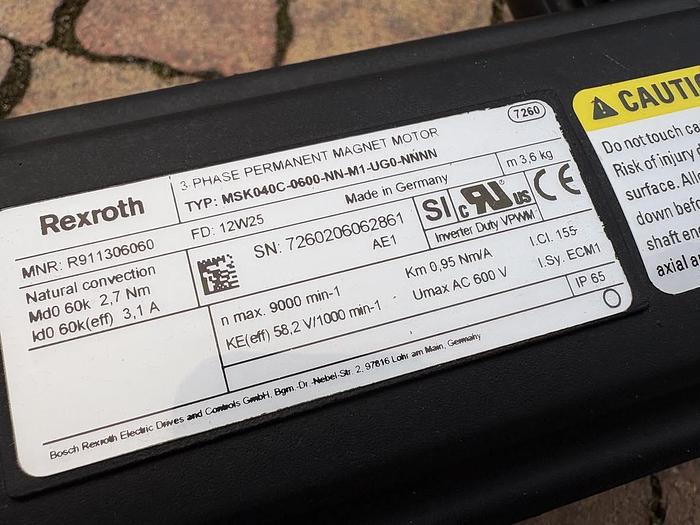 7260
Rexroth
3-PHASE PERMANENT MAGNET MOTOR
TYP: MSK040C-0600-NN-M1-UG0-NNNN
MNR: R911306060
FD: 12W25
Made in Germany
m 3,6 kg
Natural convection
Md0 60k 2,7 Nm
Id0 60k(eff) 3,1 A
SN: 7260206062861
AE1
SI
c US
Inverter Duty VPWM
CE
n max. 9000 min-1
Km 0,95 Nm/A
I.Cl. 155
KE(eff) 58,2 V/1000 min-1
Umax AC 600 V
I.Sy. ECM1
IP 65
Bosch Rexroth Electric Drives and Controls GmbH, Bgm.-Dr.-Nebel-Str. 2, 97816 Lohr am Main, Germany
CAUTIO
Do not touch ca
Risk of injury d
surface. Allo
down befo
shaft en
axial a